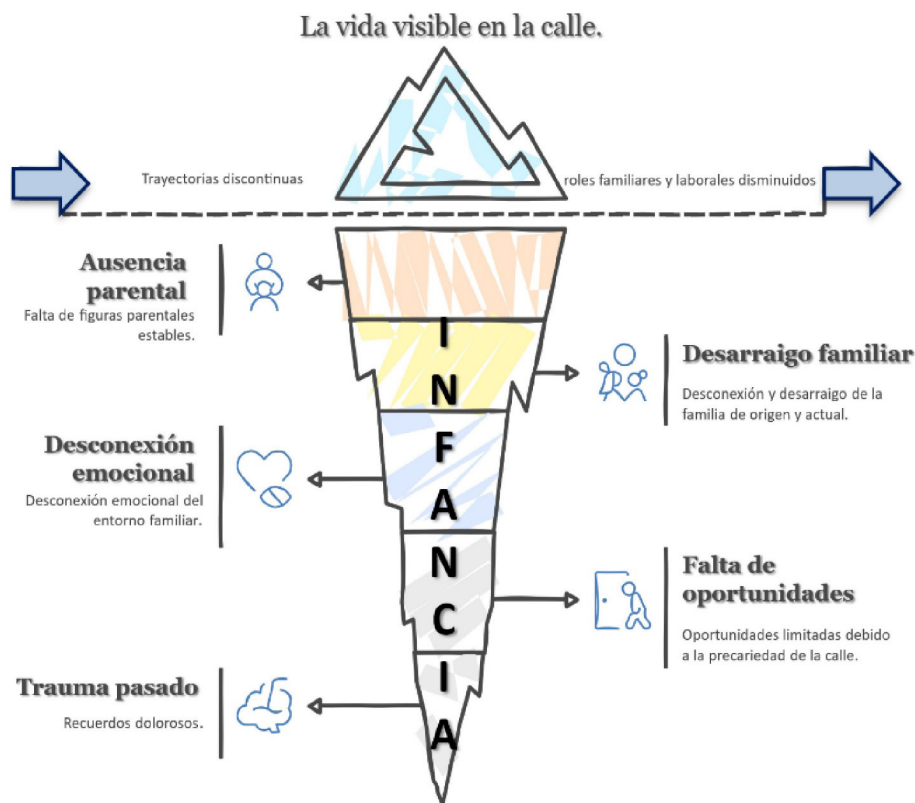 La vida visible en la calle.
Trayectorias discontinuas
roles familiares y laborales disminuidos
Ausencia
parental
Falta de figuras parentales
estables.
Desarraigo familiar
Desconexión y desarraigo de la
familia de origen y actual.
Desconexión
emocional
Desconexión emocional del
entorno familiar.
Falta de
oportunidades
Oportunidades limitadas debido
a la precariedad de la calle.
Trauma pasado
Recuerdos dolorosos.
I
N
F
A
N
C
I
A